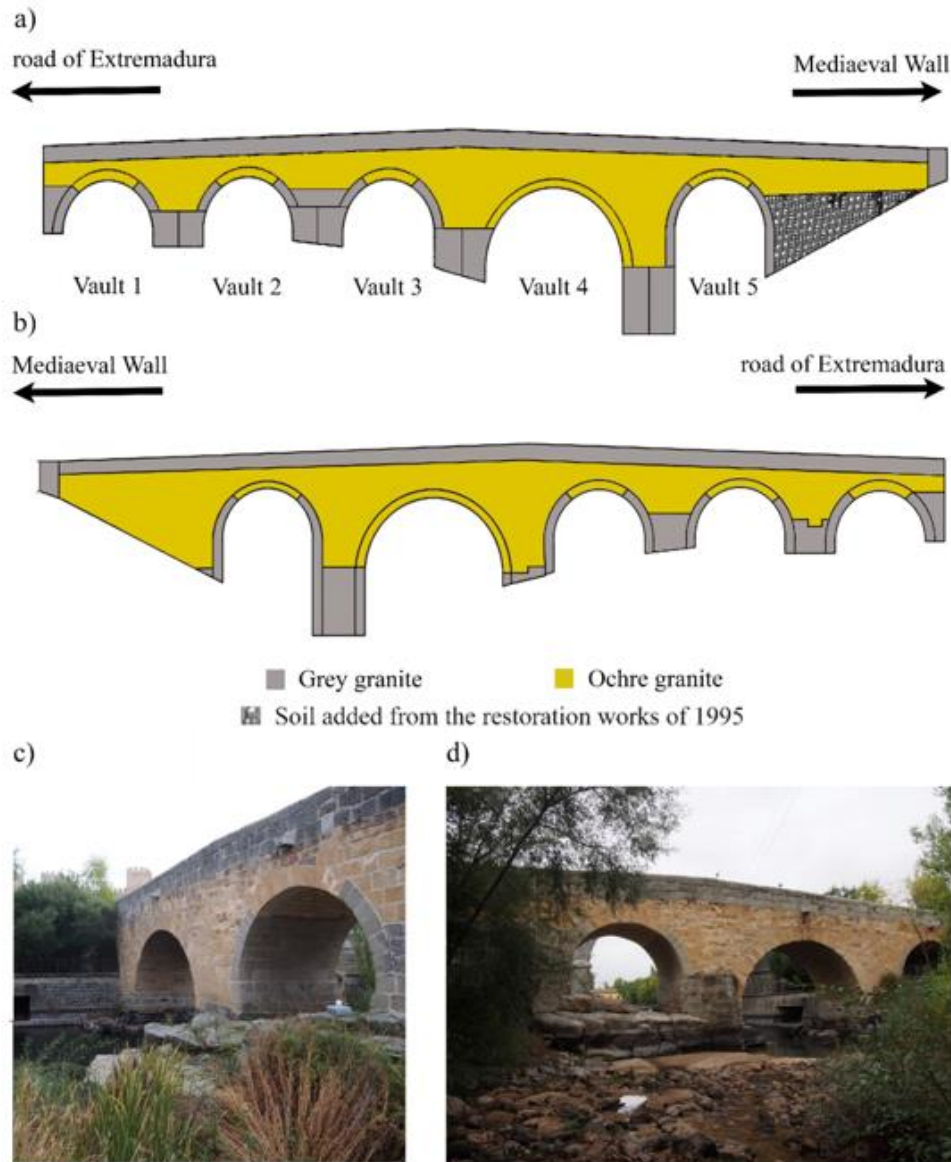 a)
road of Extremadura
Mediaeval Wall
Vault 1
Vault 2
Vault 3
Vault 4
Vault 5
b)
Mediaeval Wall
road of Extremadura
Grey granite
Ochre granite
Soil added from the restoration works of 1995
c)
d)